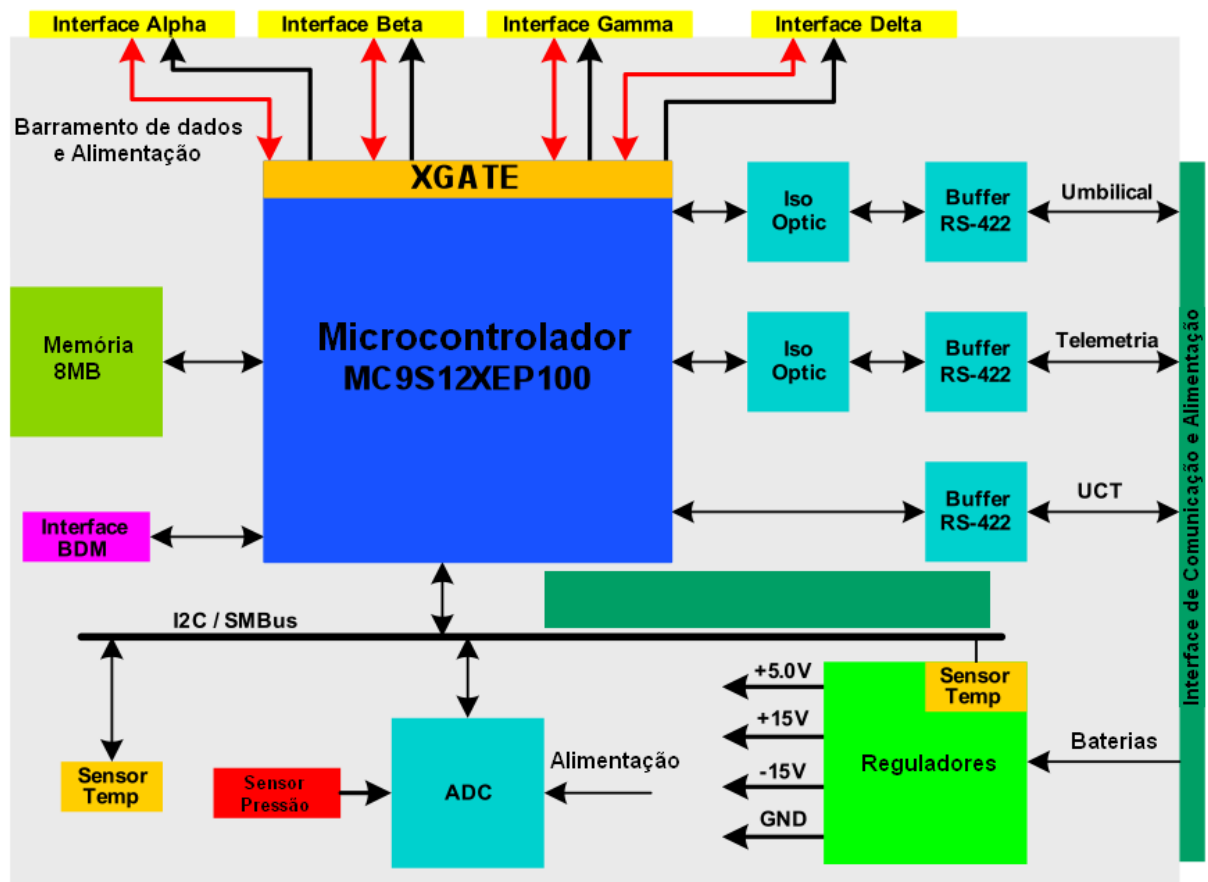 Interface Alpha
Interface Beta
Interface Gamma
Interface Delta
Barramento de dados
e Alimentação
XGATE
Microcontrolador
MC9S12XEP100
Iso
Optic
Buffer
RS-422
Umbilical
Memória
8MB
Iso
Optic
Buffer
RS-422
Telemetria
Interface
BDM
Buffer
RS-422
UCT
Interface de Comunicação e Alimentação
I2C / SMBus
+5.0V
+15V
-15V
GND
Sensor
Temp
Reguladores
Baterias
Sensor
Temp
Sensor
Pressão
ADC
Alimentação